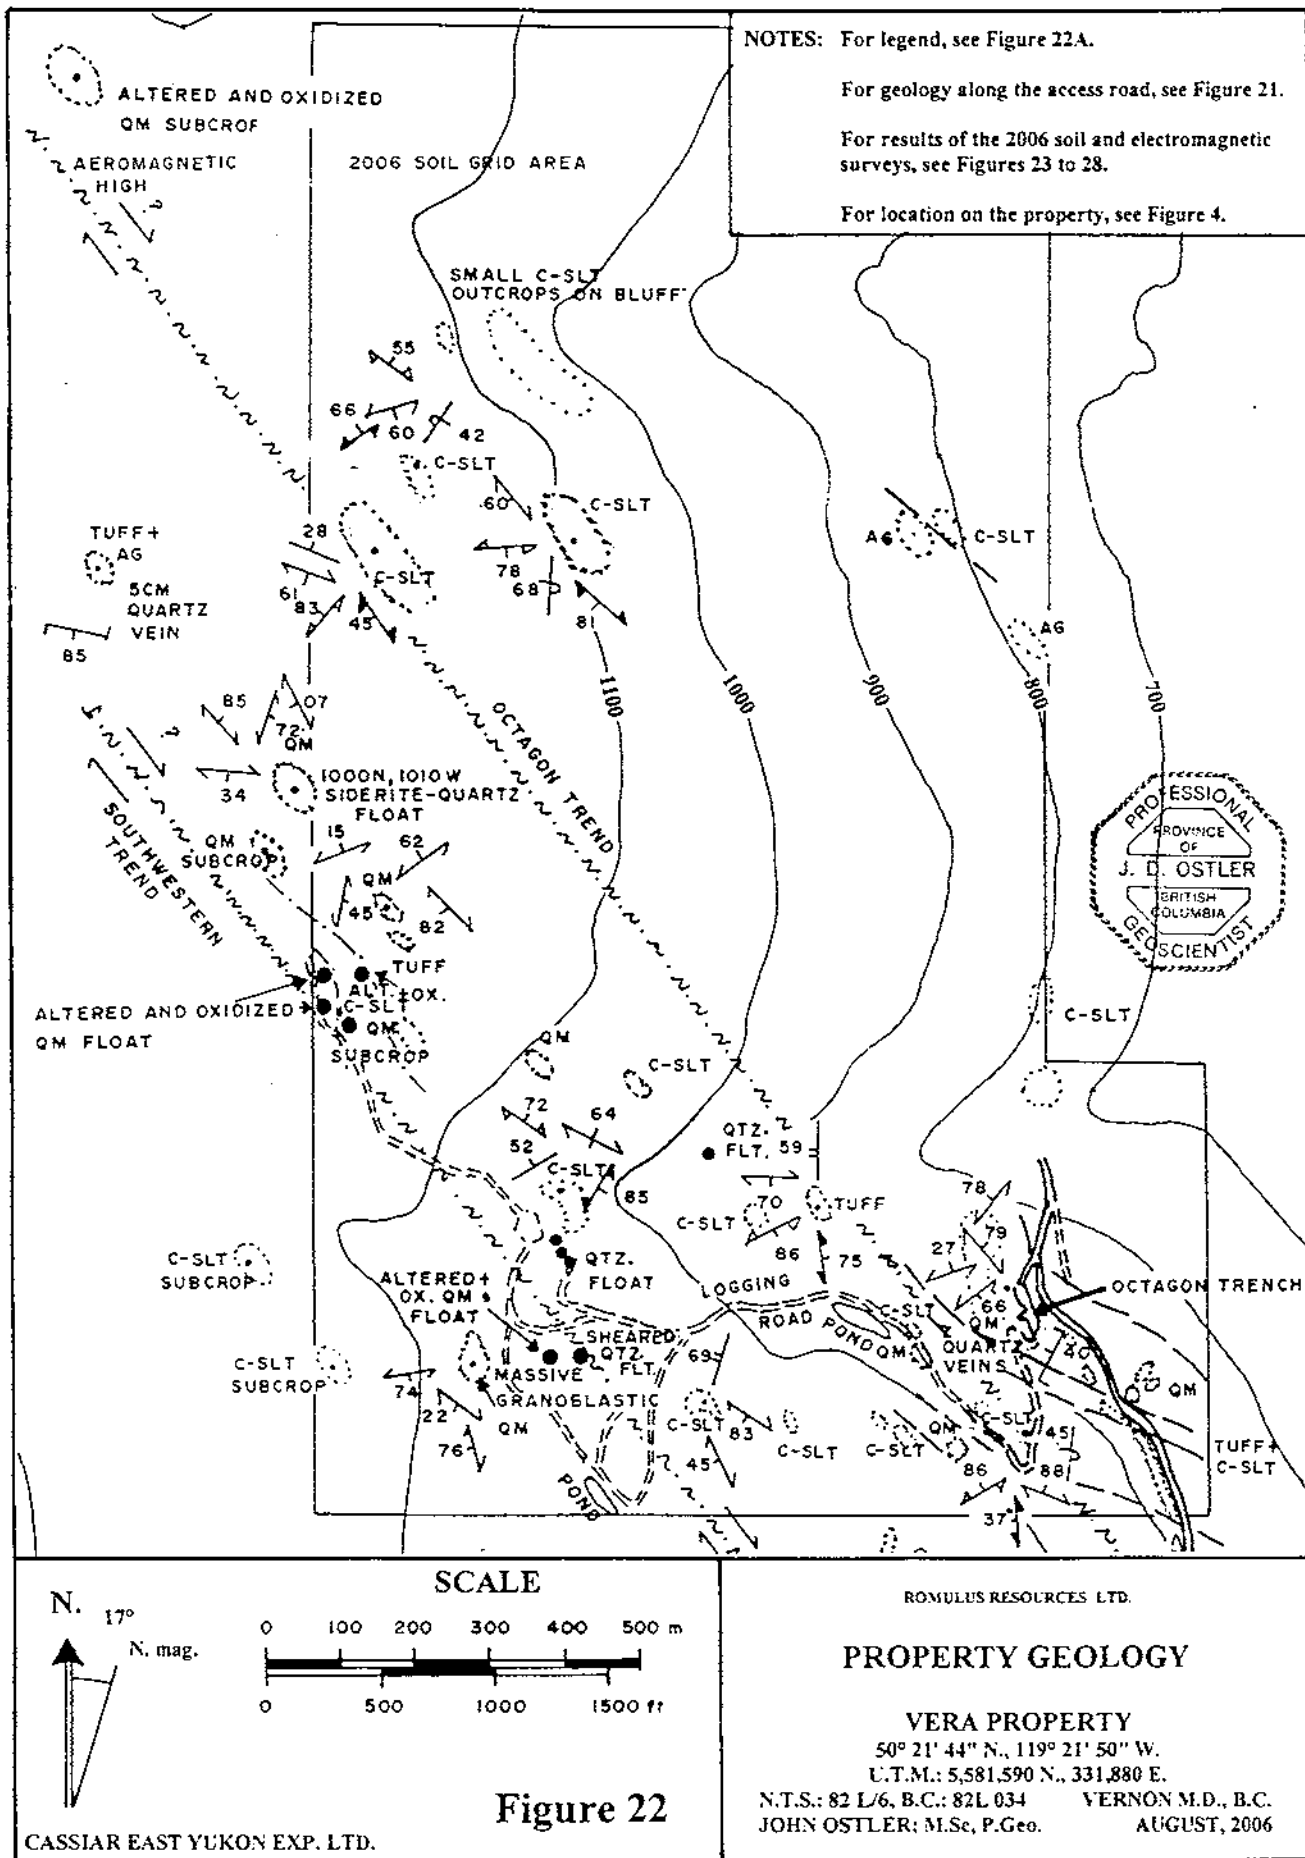 NOTES: For legend, see Figure 22A.
For geology along the access road, see Figure 21.
For results of the 2006 soil and electromagnetic
surveys, see Figures 23 to 28.
For location on the property, see Figure 4.
ALTERED AND OXIDIZED
QM SUBCROP
AEROMAGNETIC
HIGH
?
2006 SOIL GRID AREA
SMALL C-SLT
OUTCROPS ON BLUFF
55
66
60
42
C-SLT
60
C-SLT
28
TUFF +
AG
C-SLT
78
AG
C-SLT
61
68
5CM
QUARTZ
VEIN
83
45
81
85
AG
1100
1000
900
800
700
OCTAGON TREND
85
07
72
QM
?
34
1000N, 1010W
SIDERITE-QUARTZ
FLOAT
SOUTHWESTERN
TREND
15
62
QM
SUBCROP
QM
45
82
PROFESSIONAL
PROVINCE
OF
J. D. OSTLER
BRITISH
COLUMBIA
GEOSCIENTIST
TUFF
ALT. + OX.
C-SLT
ALTERED AND OXIDIZED
QM FLOAT
QM
SUBCROP
C-SLT
QM
C-SLT
72
64
QTZ.
FLT.
59
52
C-SLT
85
70
TUFF
78
C-SLT
86
75
79
27
C-SLT
SUBCROP
QTZ.
FLOAT
ALTERED +
OX. QM
FLOAT
LOGGING
ROAD
POND
C-SLT
66
OCTAGON TRENCH
QM
QUARTZ
VEINS
40
SHEARED
QTZ.
FLT.
QM
C-SLT
SUBCROP
74
MASSIVE
GRANOBLASTIC
QM
69
QM
22
C-SLT
83
C-SLT
C-SLT
QM
C-SLT
45
TUFF +
C-SLT
76
45
POND
86
88
37
N.
17°
N. mag.
SCALE
0 100 200 300 400 500 m
0 500 1000 1500 ft
Figure 22
CASSIAR EAST YUKON EXP. LTD.
ROMULUS RESOURCES LTD.
PROPERTY GEOLOGY
VERA PROPERTY
50° 21' 44" N., 119° 21' 50" W.
U.T.M.: 5,581,590 N., 331,880 E.
N.T.S.: 82 L/6, B.C.: 82L 034 VERNON M.D., B.C.
JOHN OSTLER; M.Sc, P.Geo. AUGUST, 2006